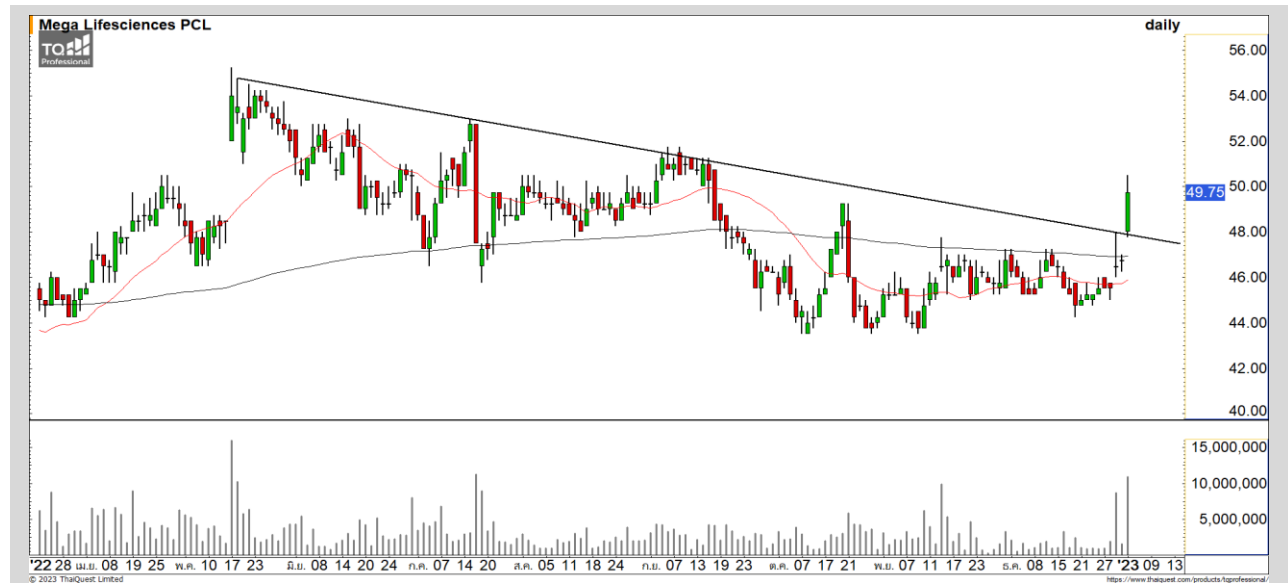 Mega Lifesciences PCL
daily
TQ
Professional
56.00
54.00
52.00
50.00
49.75
48.00
46.00
44.00
42.00
40.00
15,000,000
10,000,000
5,000,000
'22 28 เม.ย. 08 19 25 พ.ค. 10 17 23 มิ.ย. 08 14 20 24 ก.ค. 07 14 20 ส.ค. 05 11 18 24 ก.ย. 07 13 19 23 ต.ค. 07 17 21 พ.ย. 07 11 17 23 ธ.ค. 08 15 21 27 '23 09 13
© 2023 ThaiQuest Limited
https://www.thaiquest.com/products/tqprofessional/